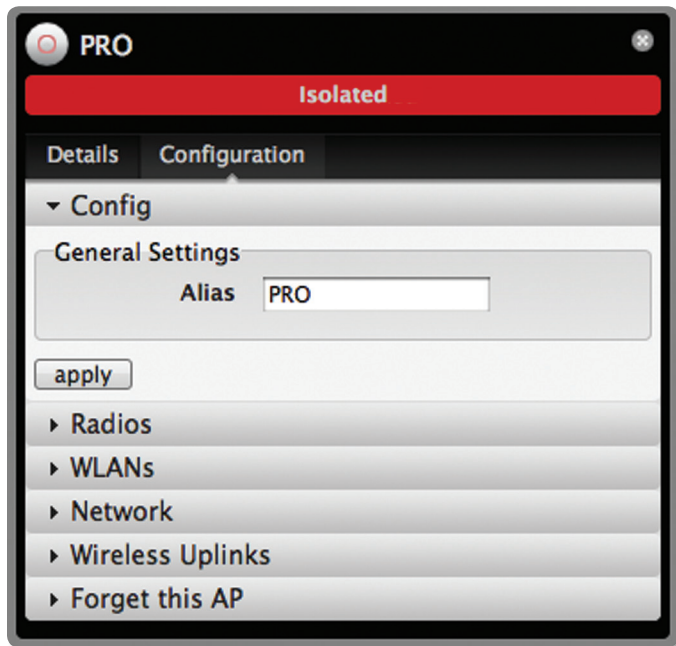 PRO
Isolated
Details Configuration
Config
General Settings
Alias PRO
apply
Radios
WLANs
Network
Wireless Uplinks
Forget this AP